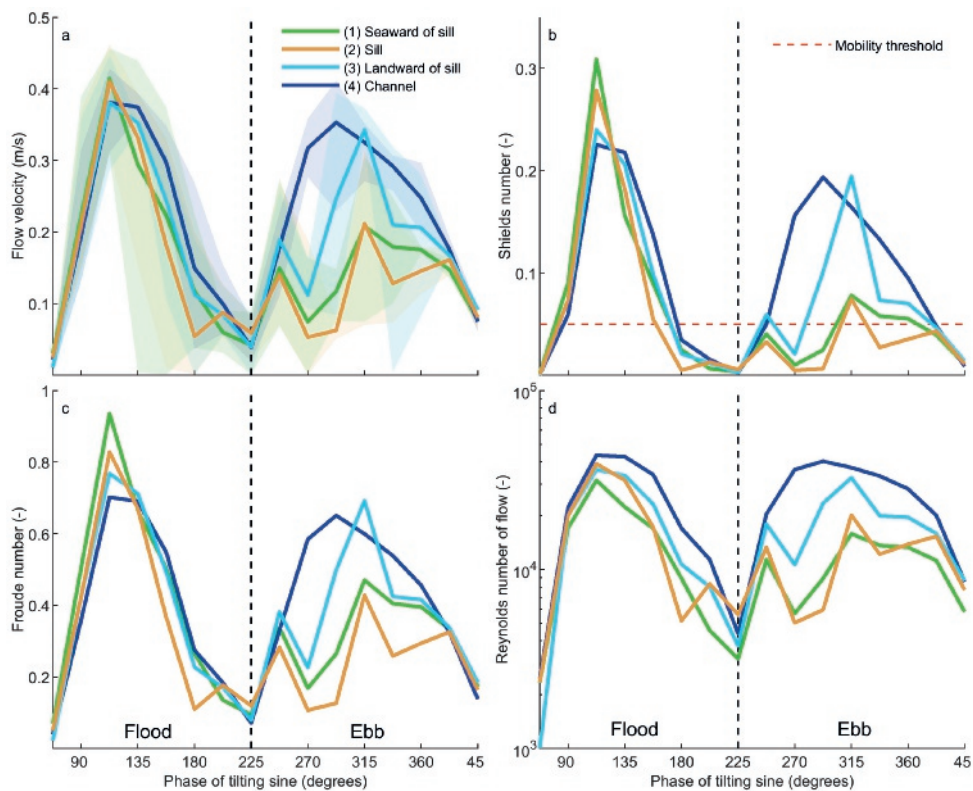 a
(1) Seaward of sill
(2) Sill
(3) Landward of sill
(4) Channel
0.5
0.4
0.3
0.2
0.1
Flow velocity (m/s)
b
Mobility threshold
0.3
0.2
0.1
Shields number (-)
c
1
0.8
0.6
0.4
0.2
Froude number (-)
Flood
Ebb
90
135
180
225
270
315
360
45
Phase of tilting sine (degrees)
d
10^5
10^4
10^3
Reynolds number of flow (-)
Flood
Ebb
90
135
180
225
270
315
360
45
Phase of tilting sine (degrees)